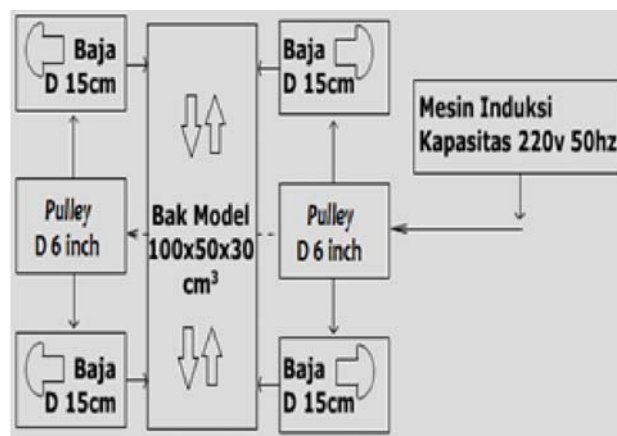 Baja
D 15cm
Baja
D 15cm
Mesin Induksi
Kapasitas 220v 50hz
Pulley
D 6 inch
Bak Model
100x50x30
cm³
Pulley
D 6 inch
Baja
D 15cm
Baja
D 15cm